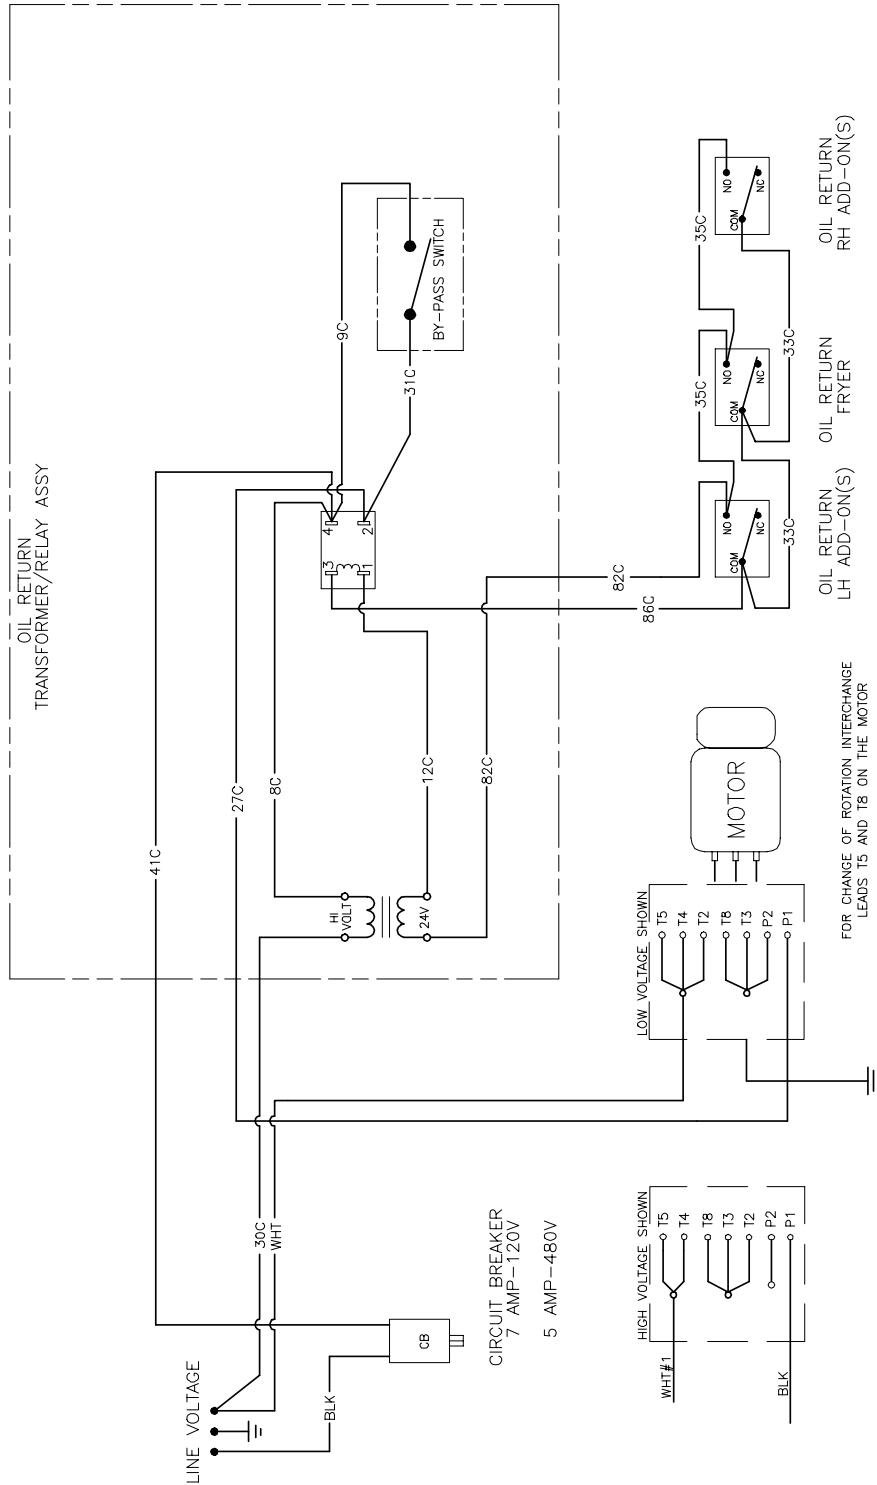 OIL RETURN
TRANSFORMER/RELAY ASSY
BY-PASS SWITCH
9C
31C
41C
27C
8C
12C
82C
4
2
3
1
HI
VOLT
24V
82C
86C
35C
35C
33C
33C
NO
COM
NC
OIL RETURN
RH ADD-ON(S)
NO
COM
NC
OIL RETURN
FRYER
NO
COM
NC
OIL RETURN
LH ADD-ON(S)
MOTOR
FOR CHANGE OF ROTATION INTERCHANGE
LEADS T5 AND T8 ON THE MOTOR
LOW VOLTAGE SHOWN
T5
T4
T2
T8
T3
P2
P1
HIGH VOLTAGE SHOWN
T5
T4
T8
T3
T2
P2
P1
WHT#1
BLK
30C
WHT
LINE VOLTAGE
BLK
CB
CIRCUIT BREAKER
7 AMP-120V
5 AMP-480V